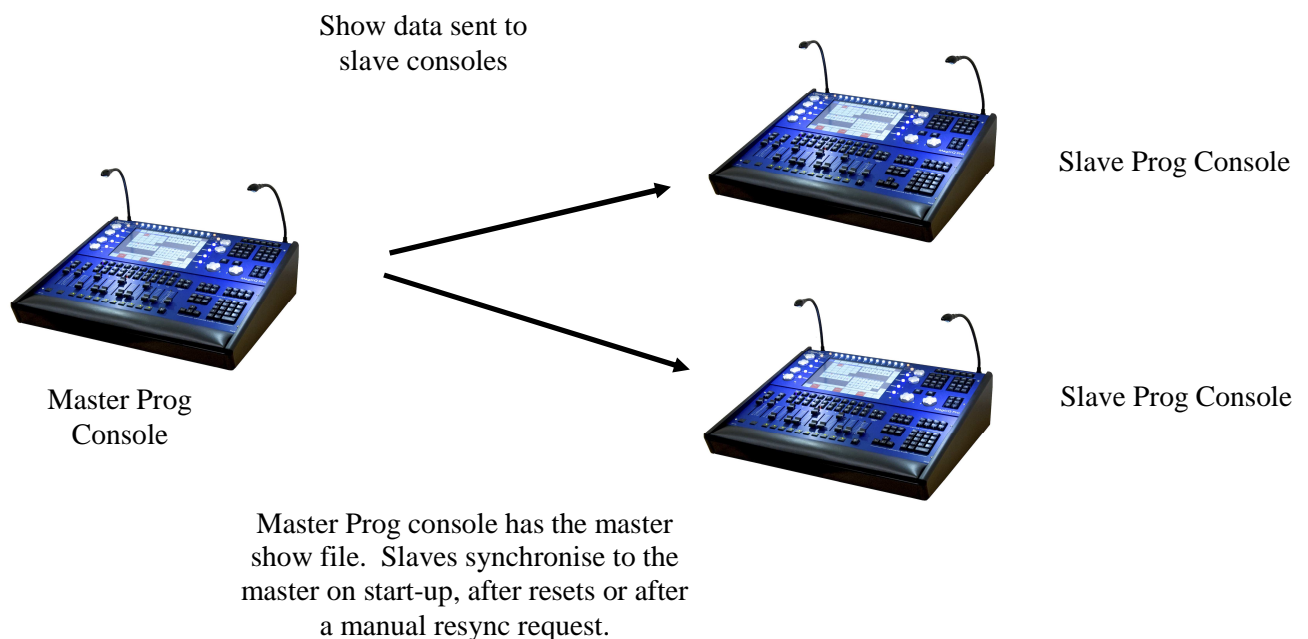 Show data sent to
slave consoles
Slave Prog Console
Master Prog
Console
Slave Prog Console
Master Prog console has the master
show file.  Slaves synchronise to the
master on start-up, after resets or after
a manual resync request.